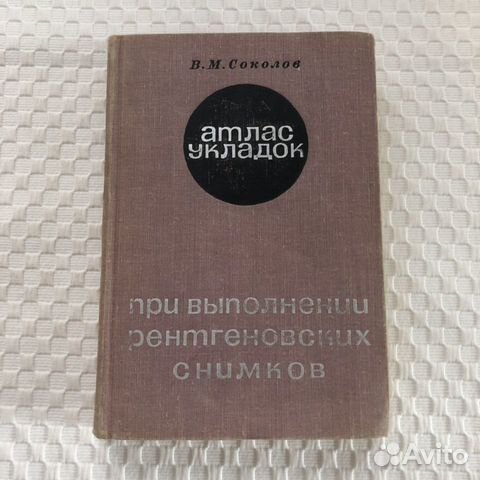 В.М.Соколов
атлас
укладок
при выполнении
рентгеновских
снимков
Avito